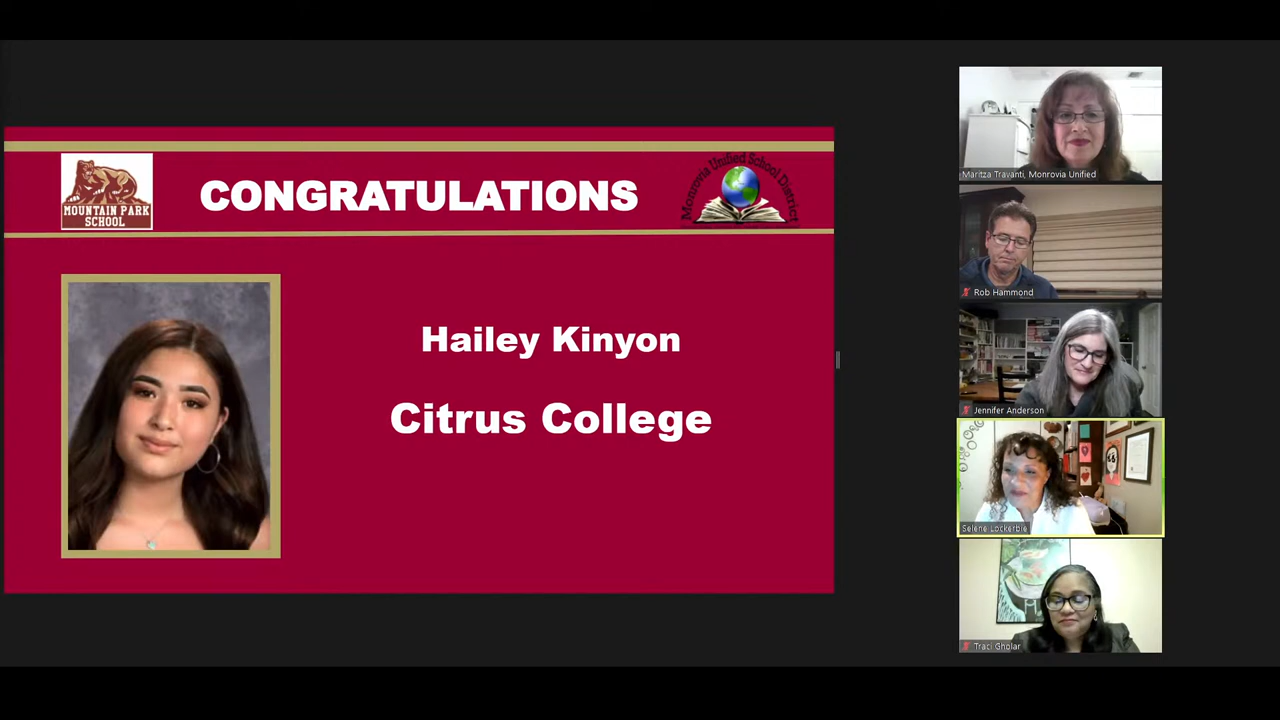 CONGRATULATIONS
MOUNTAIN PARK
SCHOOL
Monrovia Unified School District
Hailey Kinyon
Citrus College
Maritza Travanti, Monrovia Unified
Rob Hammond
Jennifer Anderson
Selene Lockerbie
Traci Gholar